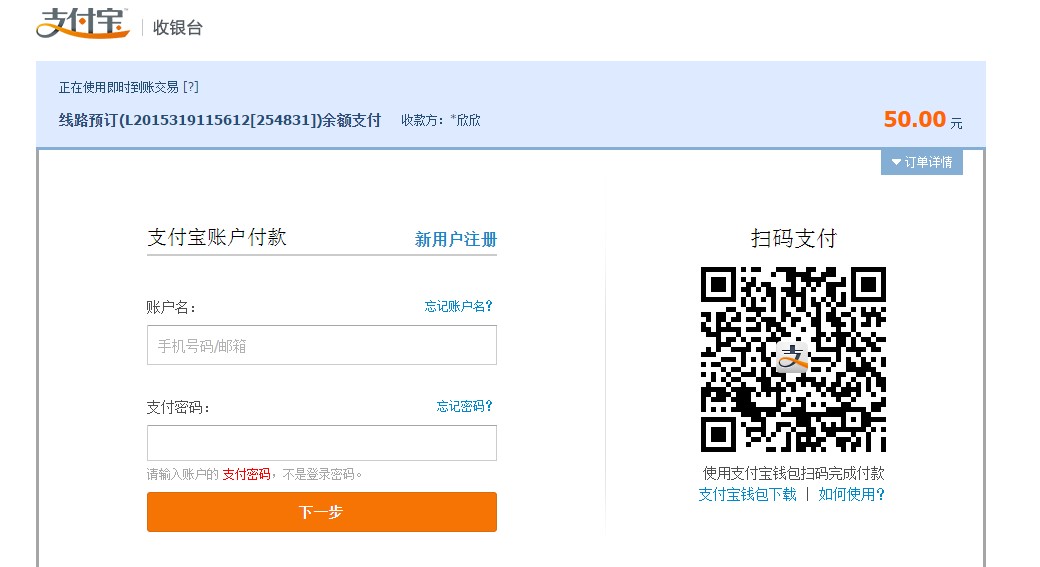 支付宝™ 收银台
正在使用即时到账交易 [?]
线路预订(L2015319115612[254831])余额支付 收款方：*欣欣 50.00 元
订单详情
支付宝账户付款 新用户注册
账户名： 忘记账户名?
手机号码/邮箱
支付密码： 忘记密码?
请输入账户的 支付密码，不是登录密码。
下一步
扫码支付
支
使用支付宝钱包扫码完成付款
支付宝钱包下载 | 如何使用?